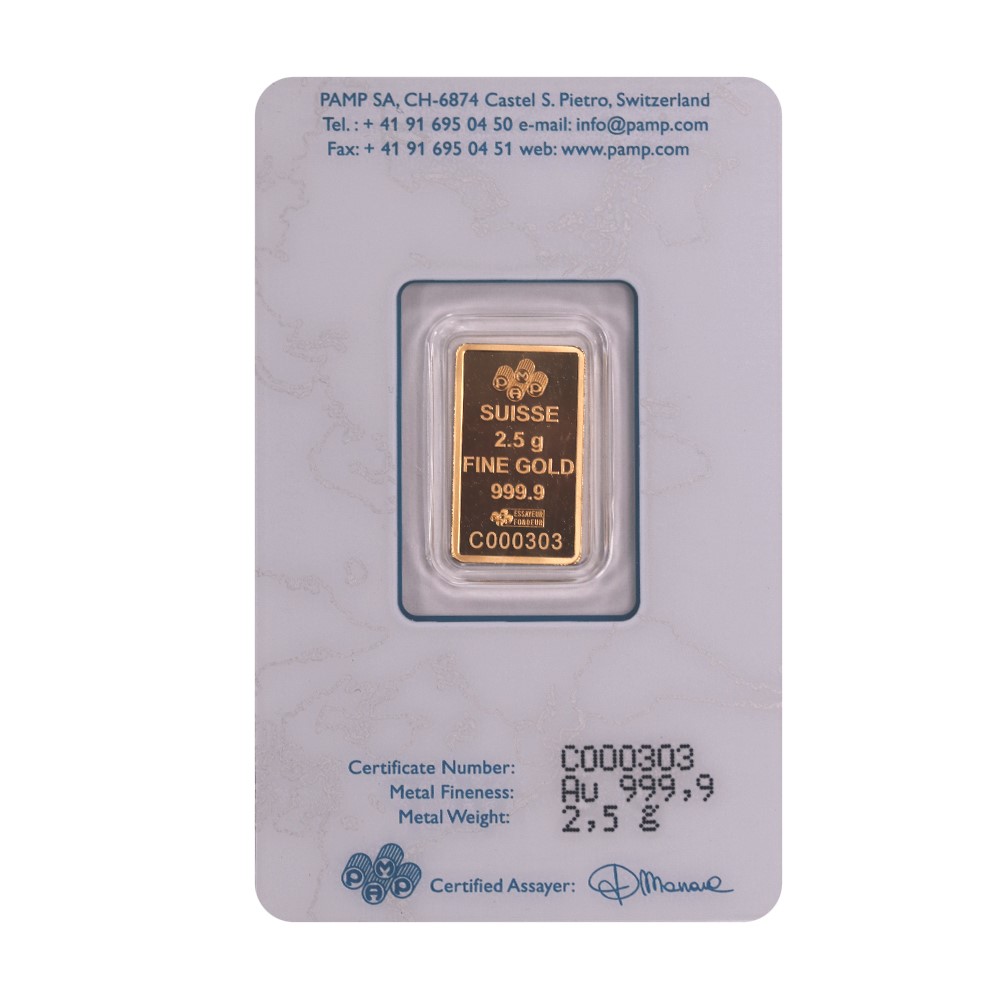 PAMP SA, CH-6874 Castel S. Pietro, Switzerland
Tel. : + 41 91 695 04 50 e-mail: info@pamp.com
Fax: + 41 91 695 04 51 web: www.pamp.com
PAMP
SUISSE
2.5 g
FINE GOLD
999.9
ESSAYEUR
FONDEUR
C000303
Certificate Number: C000303
Metal Fineness: Au 999,9
Metal Weight: 2,5 g
PAMP Certified Assayer: